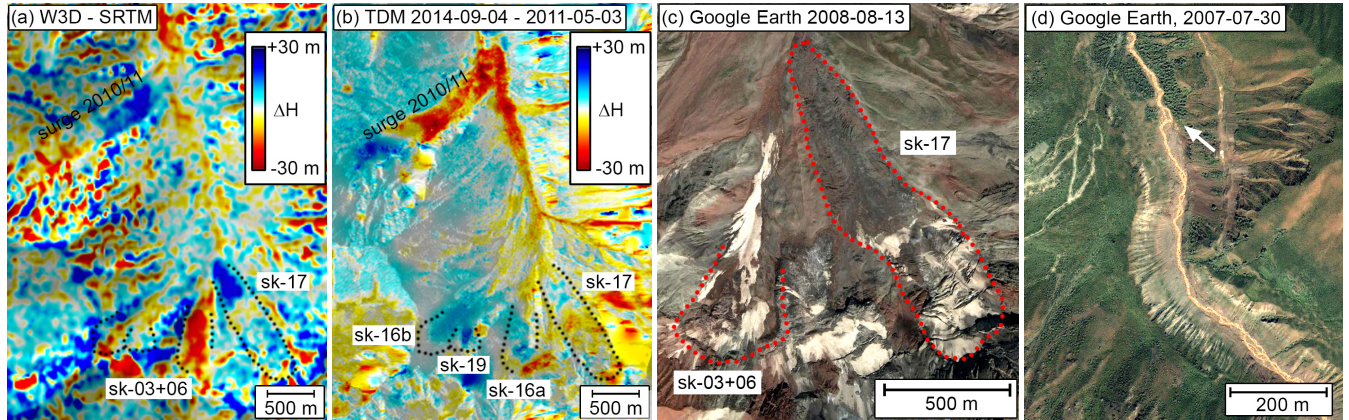 (a) W3D - SRTM
+30 m
ΔH
-30 m
surge 2010/11
sk-17
sk-03+06
500 m
(b) TDM 2014-09-04 - 2011-05-03
+30 m
ΔH
-30 m
surge 2010/11
sk-17
sk-16b
sk-19
sk-16a
500 m
(c) Google Earth 2008-08-13
sk-17
sk-03+06
500 m
(d) Google Earth, 2007-07-30
200 m